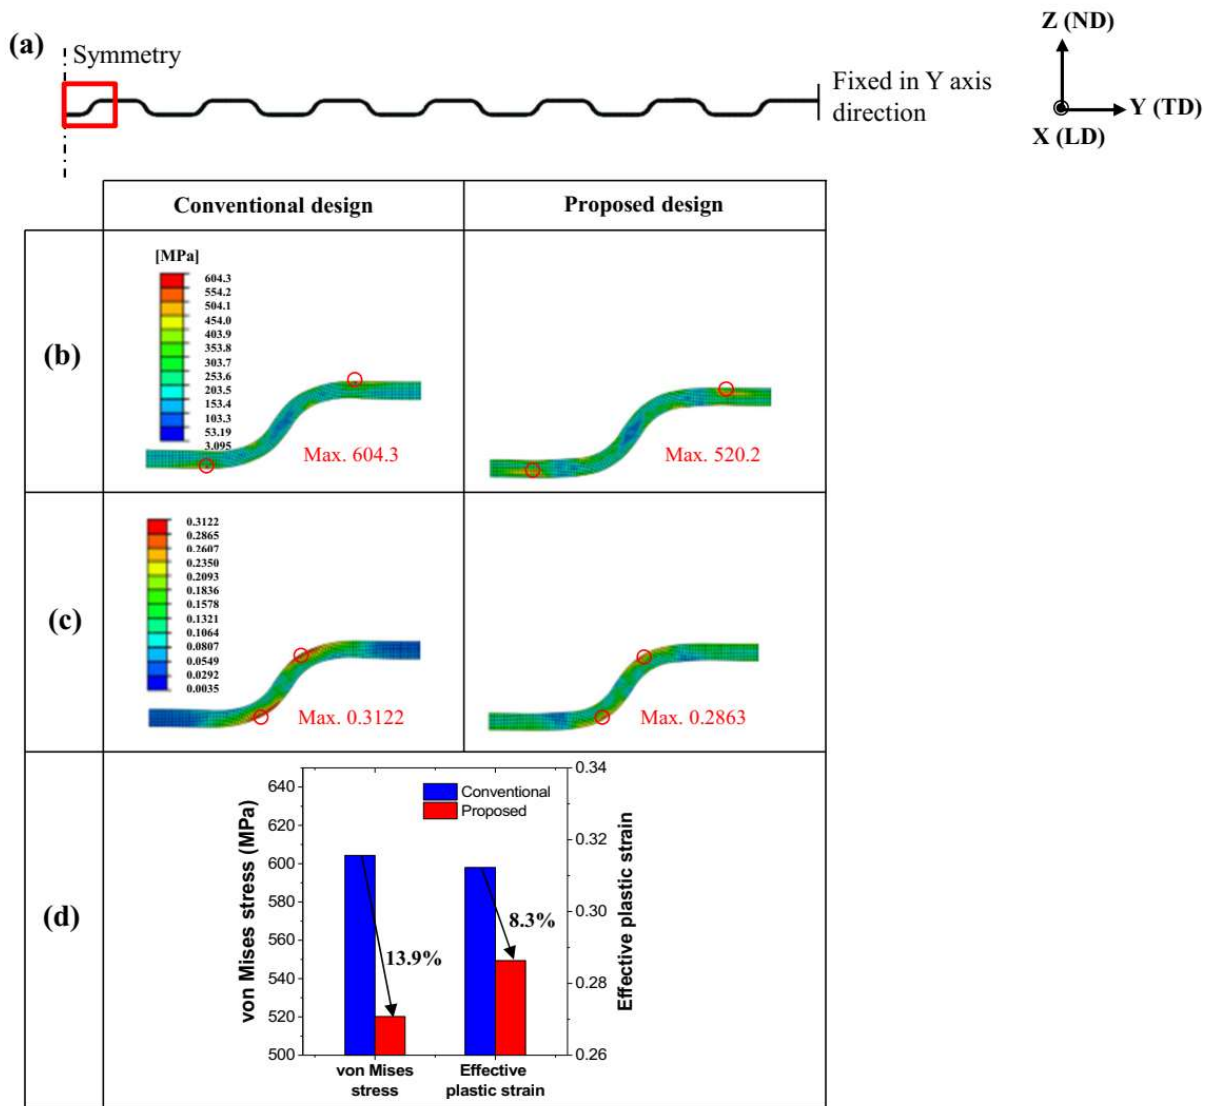 (a)
Symmetry
Fixed in Y axis
direction
Z (ND)
Y (TD)
X (LD)
Conventional design
Proposed design
(b)
[MPa]
604.3
554.2
504.1
454.0
403.9
353.8
303.7
253.6
203.5
153.4
103.3
53.19
3.095
Max. 604.3
Max. 520.2
(c)
0.3122
0.2865
0.2607
0.2350
0.2093
0.1836
0.1578
0.1321
0.1064
0.0807
0.0549
0.0292
0.0035
Max. 0.3122
Max. 0.2863
(d)
von Mises stress (MPa)
640
620
600
580
560
540
520
500
Conventional
Proposed
13.9%
8.3%
0.34
0.32
0.30
0.28
0.26
Effective plastic strain
von Mises
stress
Effective
plastic strain